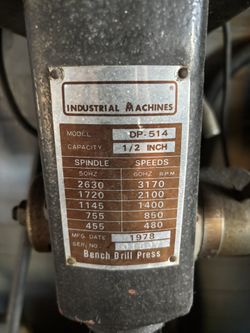 INDUSTRIAL MACHINES
MODEL DP-514
CAPACITY 1/2 INCH
SPINDLE SPEEDS
50HZ 60HZ R.P.M.
2630 3170
1720 2100
1145 1400
755 850
455 480
MFG DATE 1978
SER.NO
Bench Drill Press